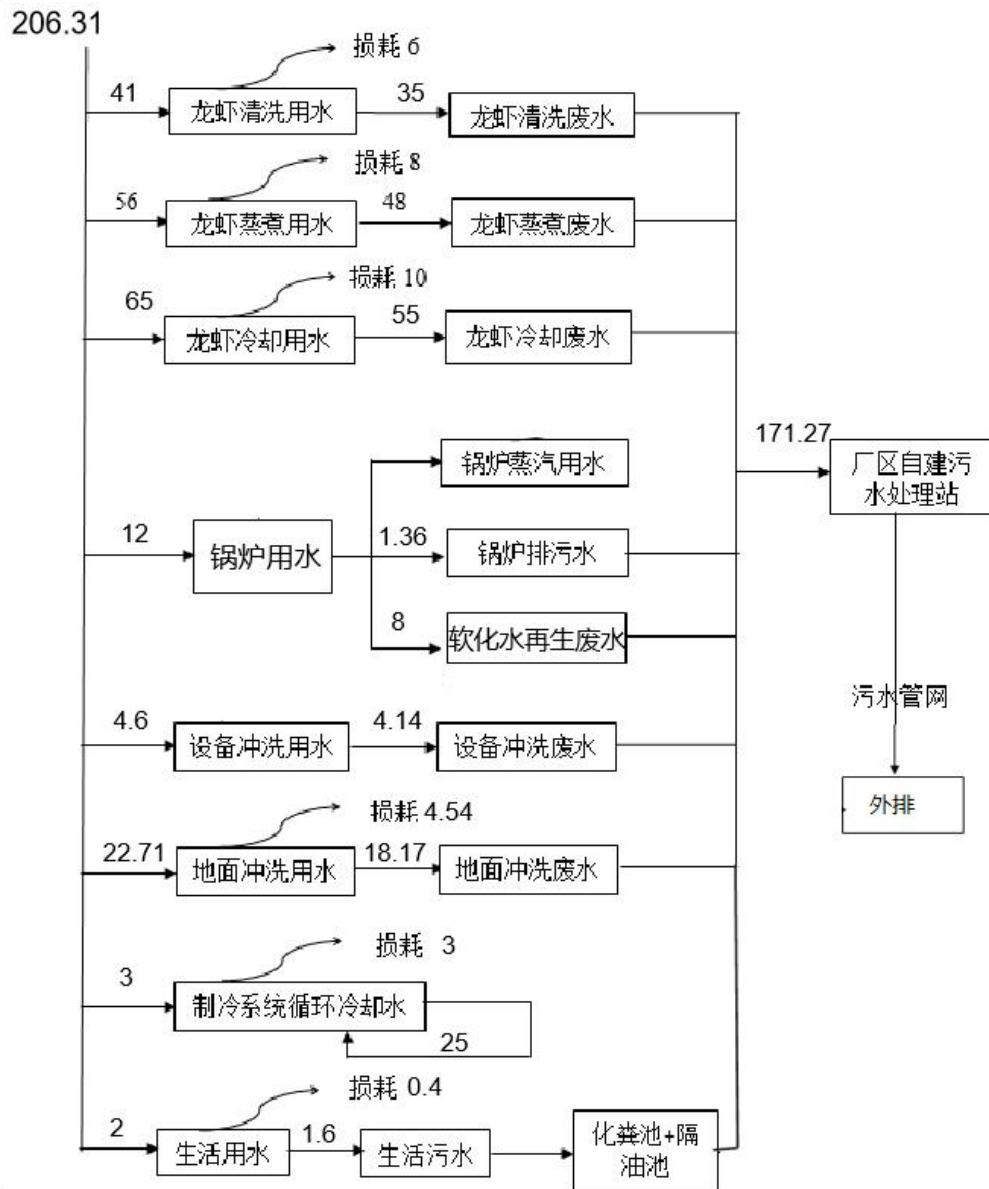 206.31
损耗 6
41
龙虾清洗用水
35
龙虾清洗废水
损耗 8
56
龙虾蒸煮用水
48
龙虾蒸煮废水
损耗 10
65
龙虾冷却用水
55
龙虾冷却废水
171.27
厂区自建污
水处理站
锅炉蒸汽用水
12
锅炉用水
1.36
锅炉排污水
8
软化水再生废水
污水管网
4.6
设备冲洗用水
4.14
设备冲洗废水
外排
损耗 4.54
22.71
地面冲洗用水
18.17
地面冲洗废水
损耗 3
3
制冷系统循环冷却水
25
损耗 0.4
2
生活用水
1.6
生活污水
化粪池+隔
油池